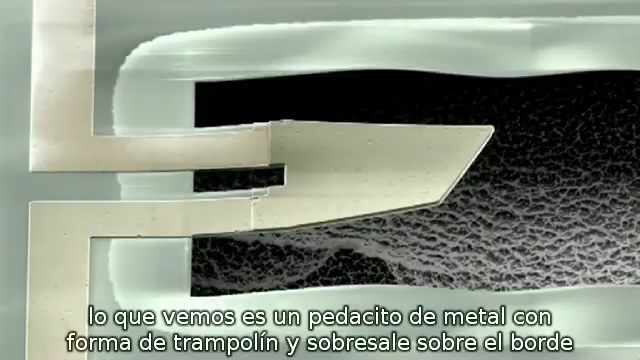 lo que vemos es un pedacito de metal con
forma de trampolín y sobresale sobre el borde